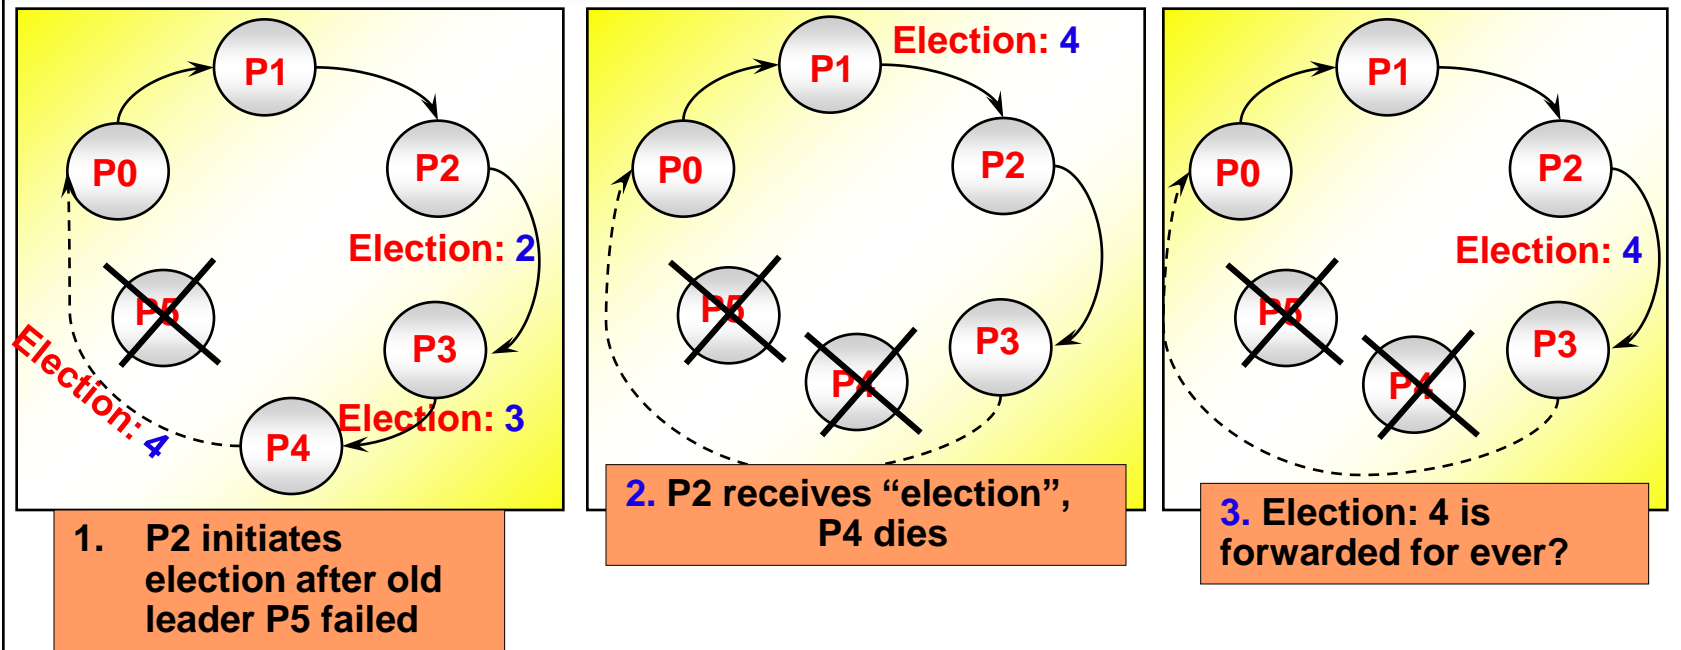 P1
P0
P2
Election: 2
P5
P3
Election: 3
Election: 4
P4
1. P2 initiates
election after old
leader P5 failed
Election: 4
P1
P0
P2
P5
P3
P4
2. P2 receives “election”,
P4 dies
P1
P0
P2
Election: 4
P5
P3
P4
3. Election: 4 is
forwarded for ever?